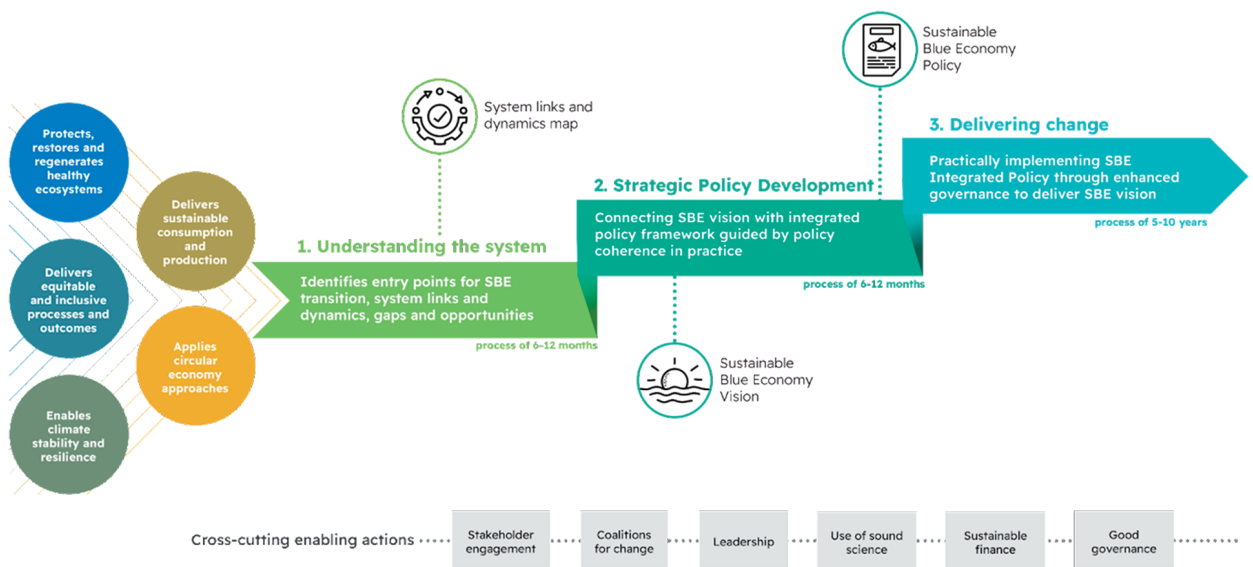 Protects,
restores and
regenerates
healthy
ecosystems
Delivers
equitable
and inclusive
processes and
outcomes
Enables
climate
stability and
resilience
Delivers
sustainable
consumption
and
production
Applies
circular
economy
approaches
System links and
dynamics map
1. Understanding the system
Identifies entry points for SBE
transition, system links and
dynamics, gaps and opportunities
process of 6-12 months
2. Strategic Policy Development
Connecting SBE vision with integrated
policy framework guided by policy
coherence in practice
process of 6-12 months
Sustainable
Blue Economy
Vision
Sustainable
Blue Economy
Policy
3. Delivering change
Practically implementing SBE
Integrated Policy through enhanced
governance to deliver SBE vision
process of 5-10 years
Cross-cutting enabling actions
Stakeholder
engagement
Coalitions
for change
Leadership
Use of sound
science
Sustainable
finance
Good
governance